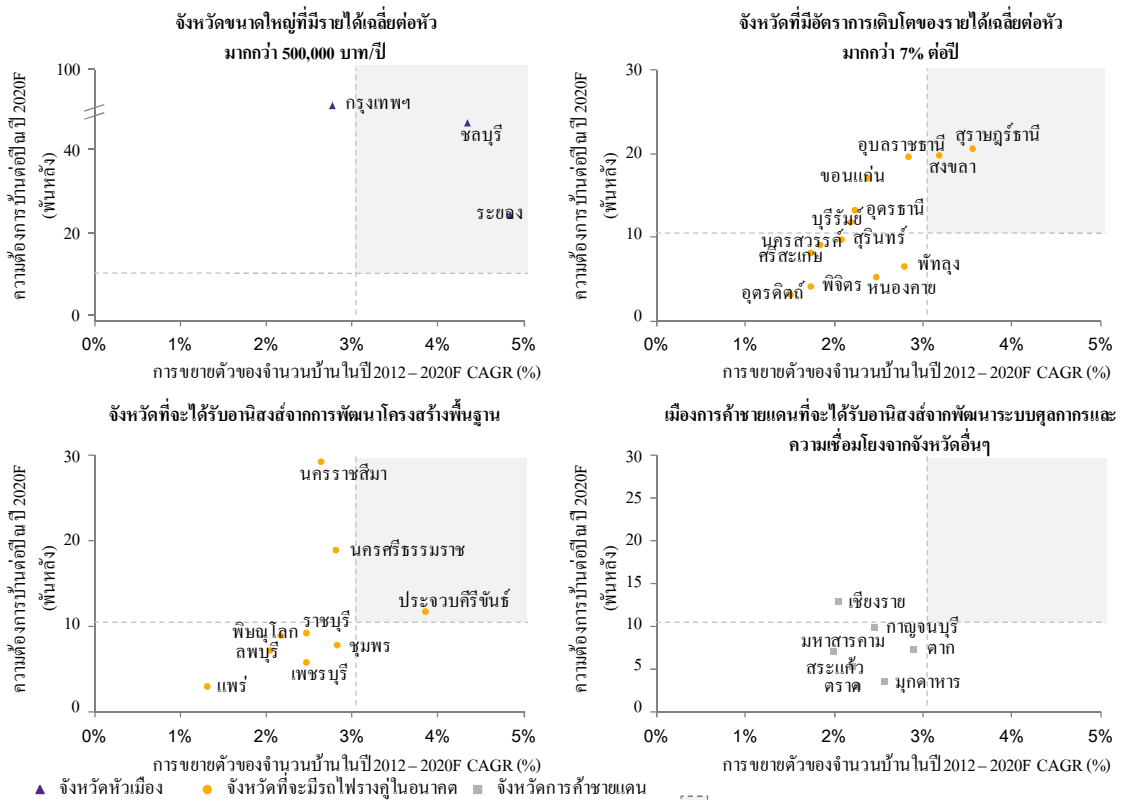 จังหวัดขนาดใหญ่ที่มีรายได้เฉลี่ยต่อหัว
มากกว่า 500,000 บาท/ปี
ความต้องการบ้านต่อปี ณ ปี 2020F
(พันหลัง)
100
40
20
0
กรุงเทพฯ
ชลบุรี
ระยอง
0% 1% 2% 3% 4% 5%
การขยายตัวของจำนวนบ้านในปี 2012 – 2020F CAGR (%)
จังหวัดที่มีอัตราการเติบโตของรายได้เฉลี่ยต่อหัว
มากกว่า 7% ต่อปี
ความต้องการบ้านต่อปี ณ ปี 2020F
(พันหลัง)
30
20
10
0
อุบลราชธานี
สุราษฎร์ธานี
สงขลา
ขอนแก่น
อุดรธานี
บุรีรัมย์
นครสวรรค์
สุรินทร์
ศรีสะเกษ
พัทลุง
อุตรดิตถ์
พิจิตร
หนองคาย
0% 1% 2% 3% 4% 5%
การขยายตัวของจำนวนบ้านในปี 2012 – 2020F CAGR (%)
จังหวัดที่จะได้รับอานิสงส์จากการพัฒนาโครงสร้างพื้นฐาน
ความต้องการบ้านต่อปี ณ ปี 2020F
(พันหลัง)
30
20
10
0
นครราชสีมา
นครศรีธรรมราช
ประจวบคีรีขันธ์
ราชบุรี
พิษณุโลก
ลพบุรี
ชุมพร
เพชรบุรี
แพร่
0% 1% 2% 3% 4% 5%
การขยายตัวของจำนวนบ้านในปี 2012 – 2020F CAGR (%)
เมืองการค้าชายแดนที่จะได้รับอานิสงส์จากพัฒนาระบบศุลกากรและ
ความเชื่อมโยงจากจังหวัดอื่นๆ
ความต้องการบ้านต่อปี ณ ปี 2020F
(พันหลัง)
30
25
20
15
10
5
0
เชียงราย
กาญจนบุรี
มหาสารคาม
ตาก
สระแก้ว
ตราด
มุกดาหาร
0% 1% 2% 3% 4% 5%
การขยายตัวของจำนวนบ้านในปี 2012 – 2020F CAGR (%)
จังหวัดหัวเมือง จังหวัดที่จะมีรถไฟรางคู่ในอนาคต จังหวัดการค้าชายแดน